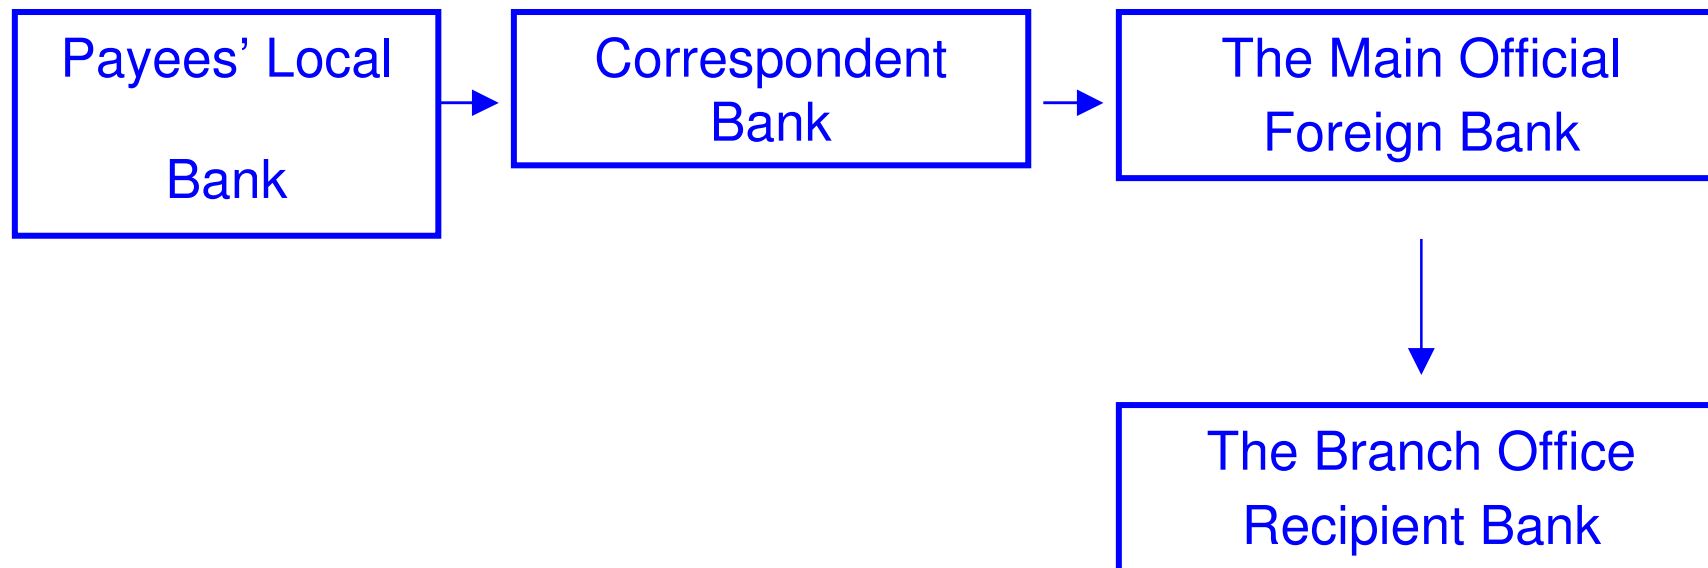 Payees’ Local
Bank
Correspondent
Bank
The Main Official
Foreign Bank
The Branch Office
Recipient Bank